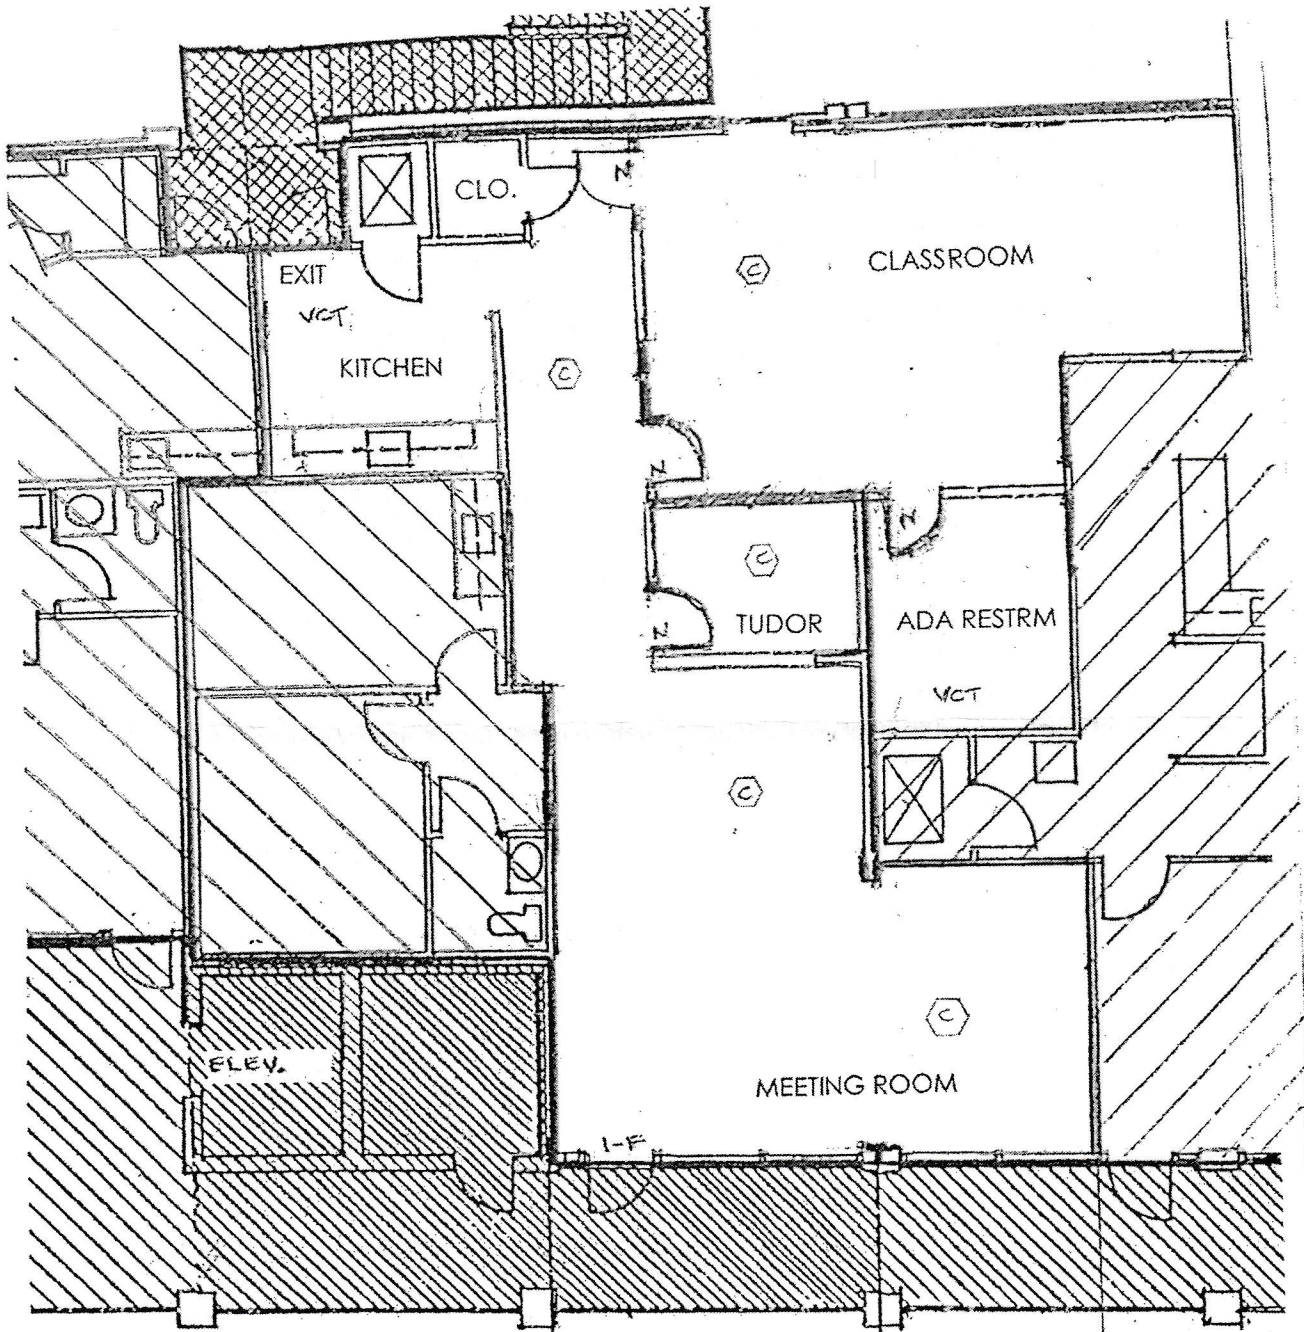 CLO.
N
EXIT
VCT
KITCHEN
C
C
CLASSROOM
N
N
C
TUDOR
N
ADA RESTRM
VCT
C
C
MEETING ROOM
ELEV.
1-F